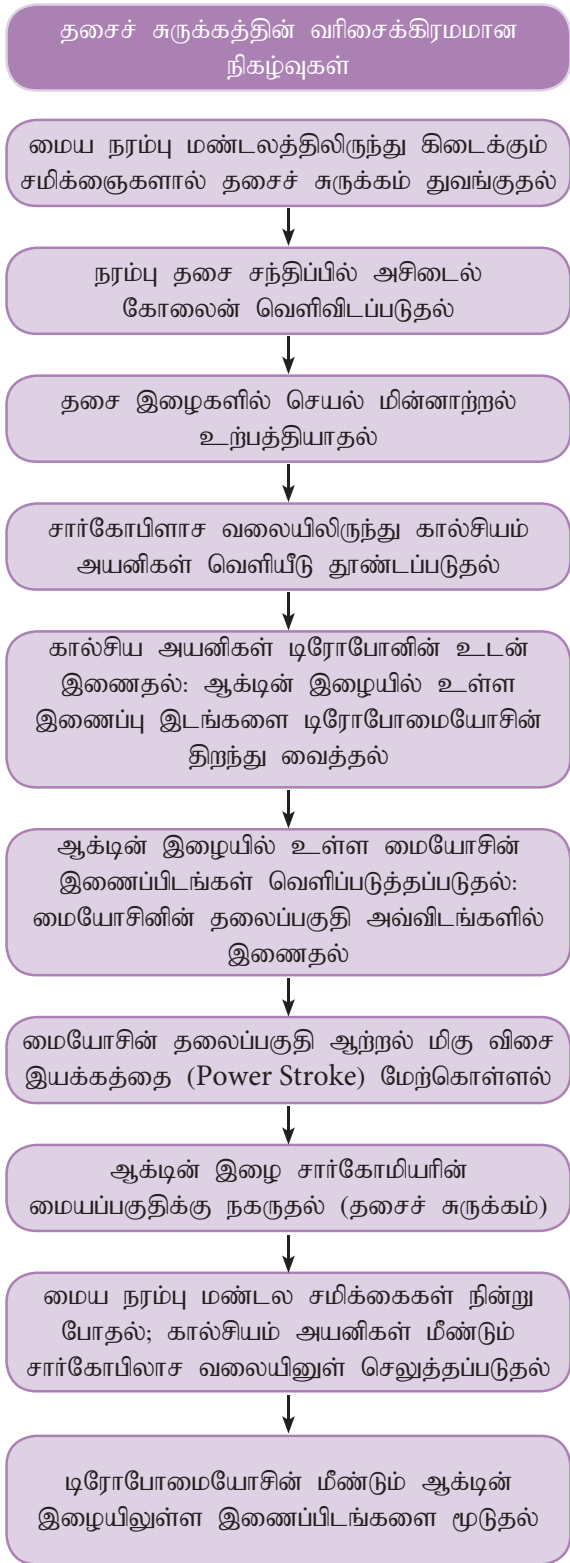 தசைச் சுருக்கத்தின் வரிசைக்கிரமமான
நிகழ்வுகள்
மைய நரம்பு மண்டலத்திலிருந்து கிடைக்கும்
சமிக்ஞைகளால் தசைச் சுருக்கம் துவங்குதல்
நரம்பு தசை சந்திப்பில் அசிடைல்
கோலைன் வெளிவிடப்படுதல்
தசை இழைகளில் செயல் மின்னாற்றல்
உற்பத்தியாதல்
சார்கோபிளாச வலையிலிருந்து கால்சியம்
அயனிகள் வெளியீடு தூண்டப்படுதல்
கால்சிய அயனிகள் டிரோபோனின் உடன்
இணைதல்: ஆக்டின் இழையில் உள்ள
இணைப்பு இடங்களை டிரோபோமையோசின்
திறந்து வைத்தல்
ஆக்டின் இழையில் உள்ள மையோசின்
இணைப்பிடங்கள் வெளிப்படுத்தப்படுதல்:
மையோசினின் தலைப்பகுதி அவ்விடங்களில்
இணைதல்
மையோசின் தலைப்பகுதி ஆற்றல் மிகு விசை
இயக்கத்தை (Power Stroke) மேற்கொள்ளல்
ஆக்டின் இழை சார்கோமியரின்
மையப்பகுதிக்கு நகருதல் (தசைச் சுருக்கம்)
மைய நரம்பு மண்டல சமிக்கைகள் நின்று
போதல்; கால்சியம் அயனிகள் மீண்டும்
சார்கோபிலாச வலையினுள் செலுத்தப்படுதல்
டிரோபோமையோசின் மீண்டும் ஆக்டின்
இழையிலுள்ள இணைப்பிடங்களை மூடுதல்